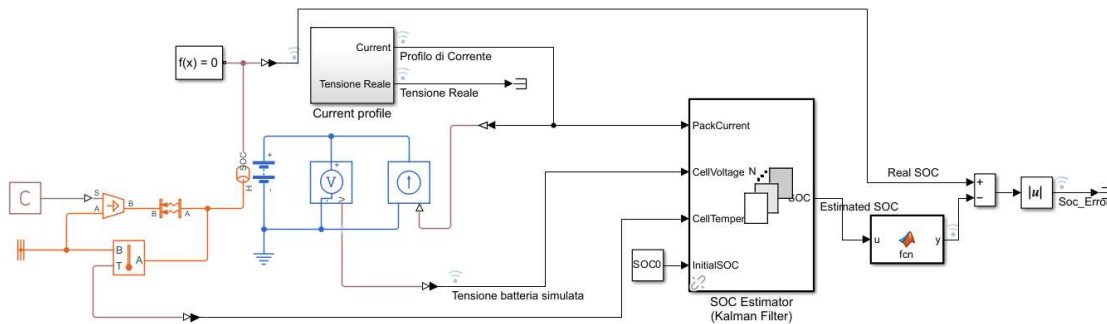 f(x) = 0
Current
Profilo di Corrente
Tensione Reale
Tensione Reale
Current profile
SOC
H
C
S
A
B
B
A
B
T
A
V
V
Tensione batteria simulata
PackCurrent
CellVoltage
CellTemper
InitialSOC
N
SOC
SOC0
SOC Estimator
(Kalman Filter)
Real SOC
Estimated SOC
u
fcn
y
+
−
|u|
Soc_Erro